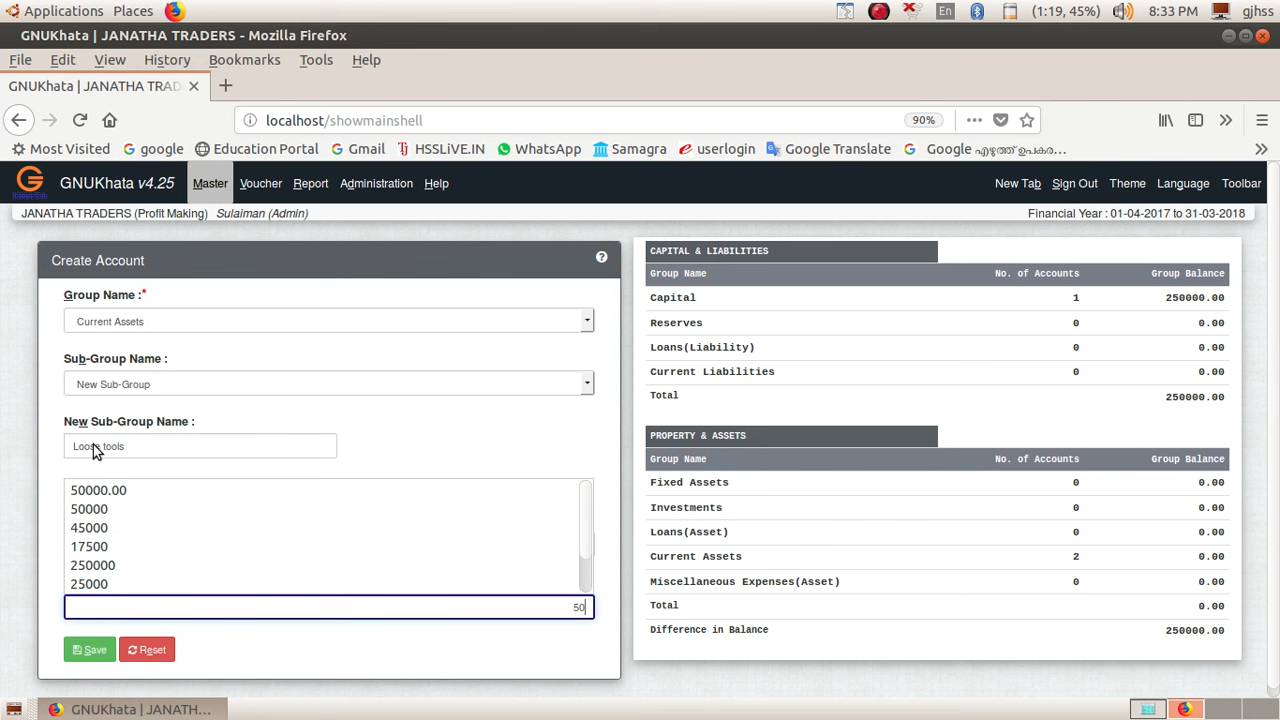 Applications Places En (1:19, 45%) 8:33 PM gjhss
GNUKhata | JANATHA TRADERS - Mozilla Firefox
File Edit View History Bookmarks Tools Help
GNUKhata | JANATHA TRAD
localhost/showmainshell 90%
Most Visited google Education Portal Gmail HSSLiVE.IN WhatsApp Samagra userlogin Google Translate Google എഴുത്ത് ഉപകര...
GNUKhata v4.25 Master Voucher Report Administration Help New Tab Sign Out Theme Language Toolbar
JANATHA TRADERS (Profit Making) Sulaiman (Admin) Financial Year : 01-04-2017 to 31-03-2018
Create Account
Group Name :*
Current Assets
Sub-Group Name :
New Sub-Group
New Sub-Group Name :
Loose tools
50000.00
50000
45000
17500
250000
25000
50
Save Reset
CAPITAL & LIABILITIES
Group Name No. of Accounts Group Balance
Capital 1 250000.00
Reserves 0 0.00
Loans(Liability) 0 0.00
Current Liabilities 0 0.00
Total 250000.00
PROPERTY & ASSETS
Group Name No. of Accounts Group Balance
Fixed Assets 0 0.00
Investments 0 0.00
Loans(Asset) 0 0.00
Current Assets 2 0.00
Miscellaneous Expenses(Asset) 0 0.00
Total 0.00
Difference in Balance 250000.00
GNUKhata | JANATH...